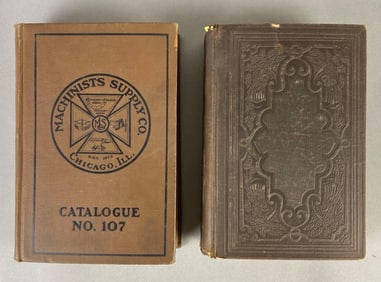 MACHINISTS SUPPLY CO.
MS
CHICAGO, ILL.
CATALOGUE
NO. 107